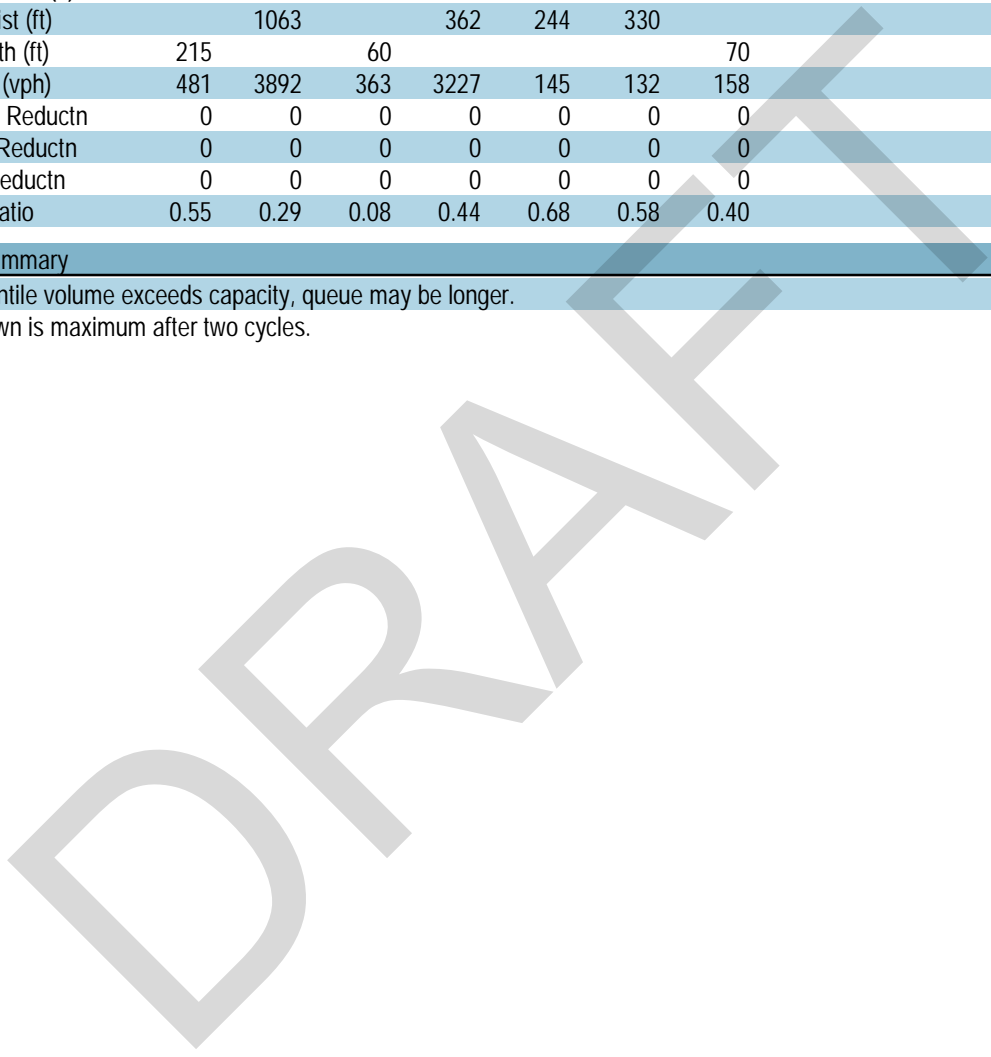 ist (ft) 1063 362 244 330
th (ft) 215 60 70
(vph) 481 3892 363 3227 145 132 158
Reductn 0 0 0 0 0 0 0
Reductn 0 0 0 0 0 0 0
eductn 0 0 0 0 0 0 0
atio 0.55 0.29 0.08 0.44 0.68 0.58 0.40
mmary
ntile volume exceeds capacity, queue may be longer.
wn is maximum after two cycles.
DRAFT